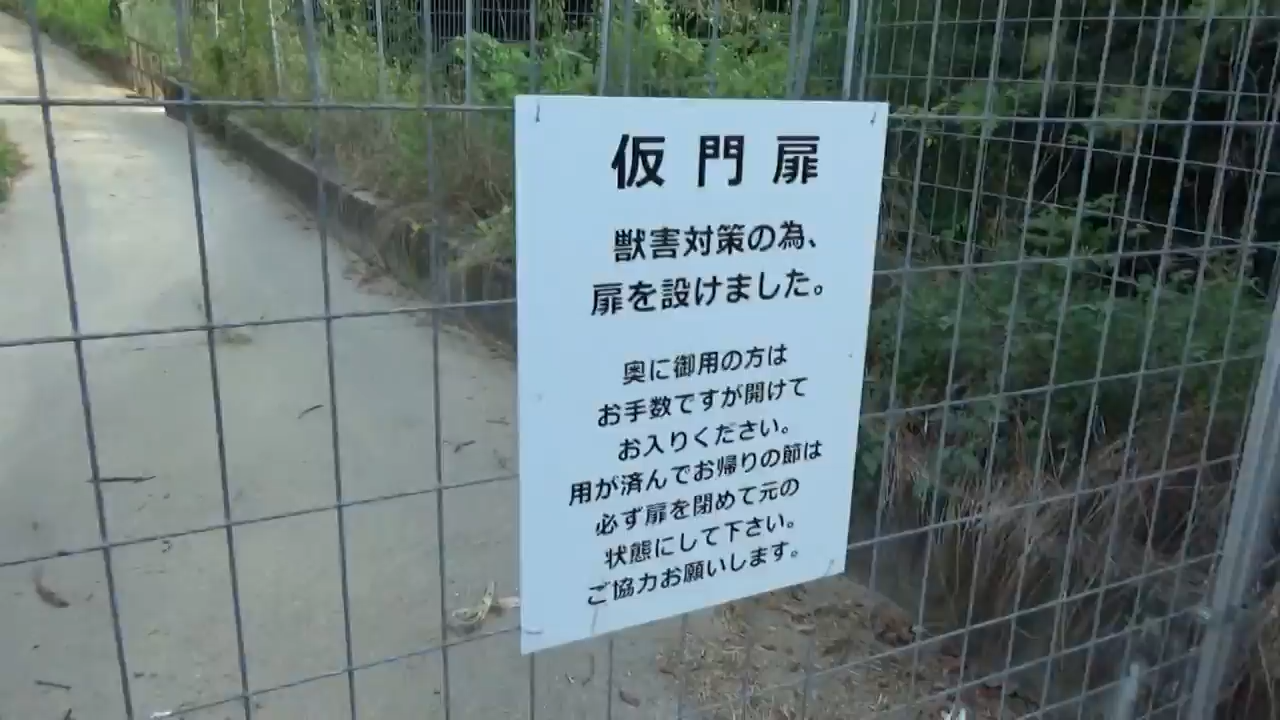 仮門扉
獣害対策の為、
扉を設けました。
奥に御用の方は
お手数ですが開けて
お入りください。
用が済んでお帰りの節は
必ず扉を閉めて元の
状態にして下さい。
ご協力お願いします。